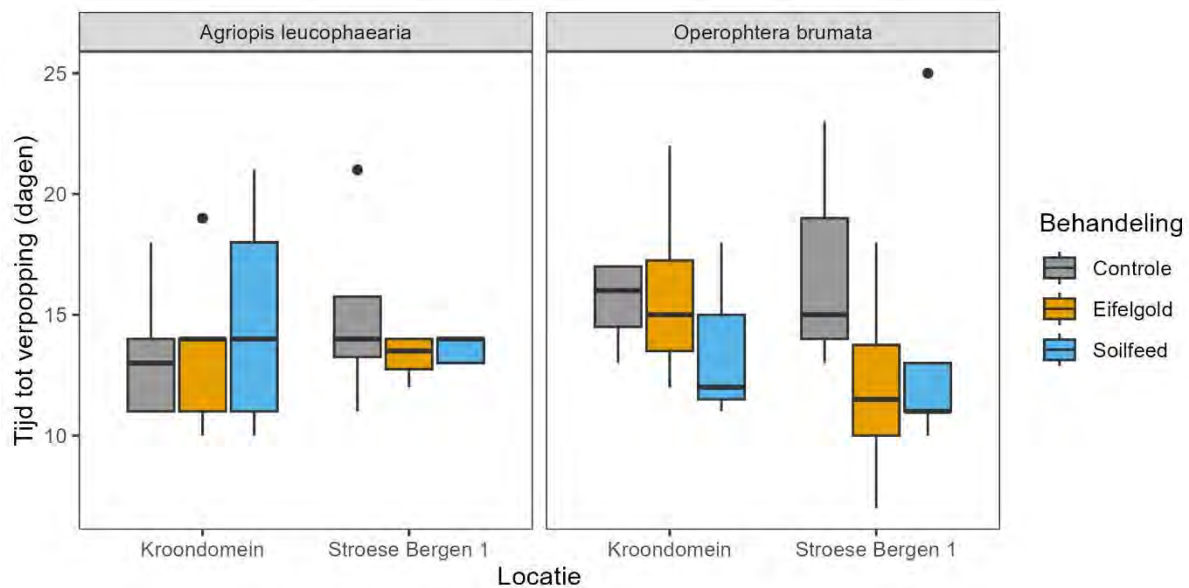 Agriopis leucophaearia
Operophtera brumata
Tijd tot verpopping (dagen)
25
20
15
10
Kroondomein
Stroese Bergen 1
Kroondomein
Stroese Bergen 1
Locatie
Behandeling
Controle
Eifelgold
Soilfeed